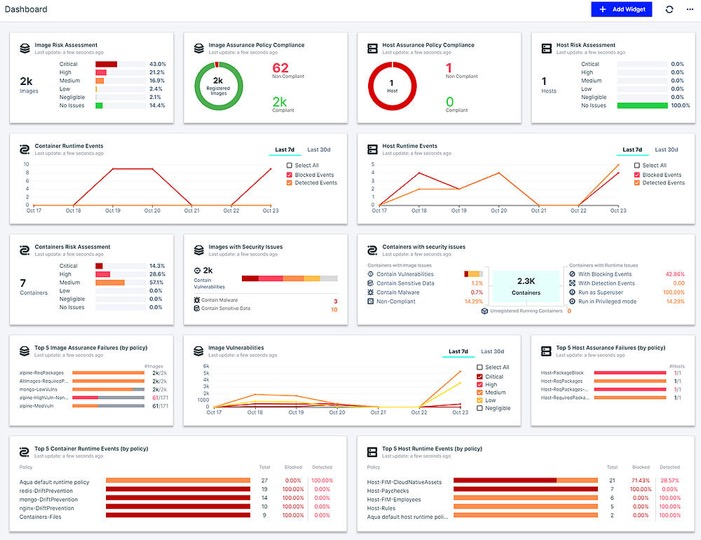 Dashboard
+ Add Widget
Image Risk Assessment
Last update: a few seconds ago
2k
Images
Critical 43.0%
High 21.2%
Medium 16.9%
Low 2.4%
Negligible 2.1%
No Issues 14.4%
Image Assurance Policy Compliance
Last update: a few seconds ago
2k
Registered
Images
62
Non Compliant
2k
Compliant
Host Assurance Policy Compliance
Last update: a few seconds ago
1
Host
1
Non Compliant
0
Compliant
Host Risk Assessment
Last update: a few seconds ago
1
Hosts
Critical 0.0%
High 0.0%
Medium 0.0%
Low 0.0%
Negligible 0.0%
No Issues 100.0%
Container Runtime Events
Last update: a few seconds ago
Last 7d Last 30d
10
8
6
4
2
0
Oct 17 Oct 18 Oct 19 Oct 20 Oct 21 Oct 22 Oct 23
Select All
Blocked Events
Detected Events
Host Runtime Events
Last update: a few seconds ago
Last 7d Last 30d
5
4
3
2
1
0
Oct 17 Oct 18 Oct 19 Oct 20 Oct 21 Oct 22 Oct 23
Select All
Blocked Events
Detected Events
Containers Risk Assessment
Last update: a few seconds ago
7
Containers
Critical 14.3%
High 28.6%
Medium 57.1%
Low 0.0%
Negligible 0.0%
No Issues 0.0%
Images with Security Issues
Last update: a few seconds ago
2k
Contain
Vulnerabilities
Contain Malware 3
Contain Sensitive Data 10
Containers with security issues
Last update: a few seconds ago
Containers with Image Issues
Contain Vulnerabilities
Contain Sensitive Data 1.2%
Contain Malware 0.7%
Non-Compliant 14.29%
2.3K
Containers
Unregistered Running Containers 0
Containers with Runtime Issues
With Blocking Events 42.86%
With Detection Events 0.00
Run as Superuser 100.00%
Run in Privileged mode 14.29%
Top 5 Image Assurance Failures (by policy)
Last update: a few seconds ago
#Images
alpine-ReqPackages 2k/2k
AllImages-RequiredP... 2k/2k
mongo-LowVulns 2k/2k
alpine-HighVuln-Nan... 61/171
alpine-MedVuln 61/171
Image Vulnerabilities
Last update: a few seconds ago
Last 7d Last 30d
6k
5k
4k
3k
2k
1000
0
Oct 17 Oct 18 Oct 19 Oct 20 Oct 21 Oct 22 Oct 23
Select All
Critical
High
Medium
Low
Negligible
Top 5 Host Assurance Failures (by policy)
Last update: a few seconds ago
#Hosts
Host-PackageBlock 1/1
Host-ReqPackages 1/1
Host-ReqPackages-... 1/1
Host-RequiredPacka... 1/1
Top 5 Container Runtime Events (by policy)
Last update: a few seconds ago
Policy Total Blocked Detected
Aqua default runtime policy 27 0.00% 100.00%
redis-DriftPrevention 19 100.00% 0.00%
mongo-DriftPrevention 14 100.00% 0.00%
nginx-DriftPrevention 10 100.00% 0.00%
Containers-Files 9 100.00% 0.00%
Top 5 Host Runtime Events (by policy)
Last update: a few seconds ago
Policy Total Blocked Detected
Host-FIM-CloudNativeAssets 21 71.43% 28.57%
Host-Paychecks 7 100.00% 0.00%
Host-FIM-Employees 6 0.00% 100.00%
Host-Rules 5 0.00% 100.00%
Aqua default host runtime poli... 2 0.00% 100.00%